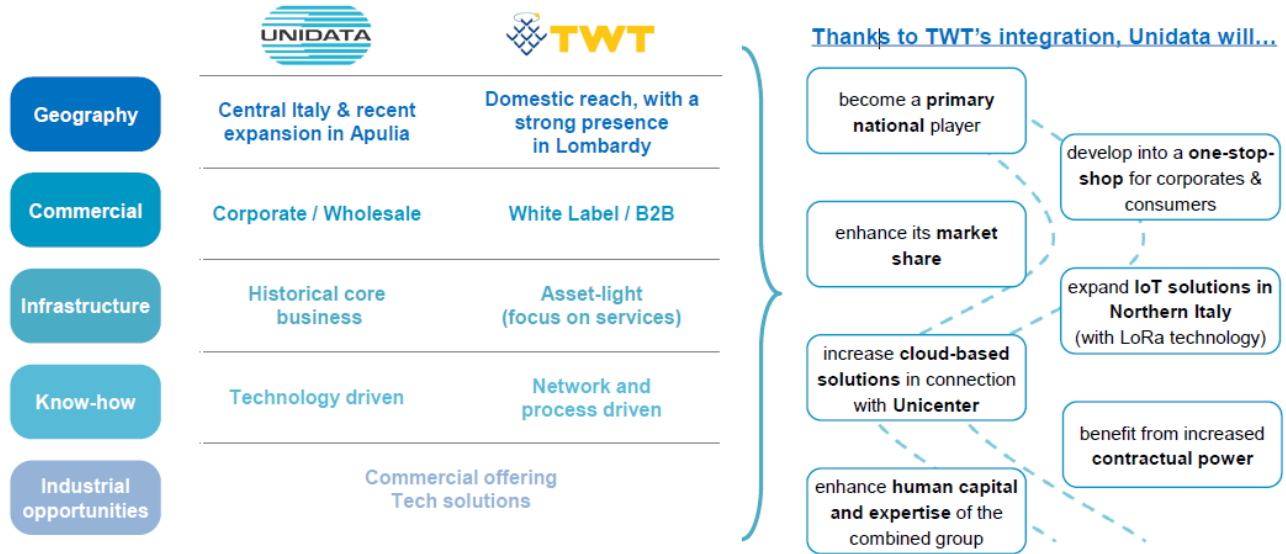 UNIDATA
TWT
Geography
Central Italy & recent
expansion in Apulia
Domestic reach, with a
strong presence
in Lombardy
Commercial
Corporate / Wholesale
White Label / B2B
Infrastructure
Historical core
business
Asset-light
(focus on services)
Know-how
Technology driven
Network and
process driven
Industrial
opportunities
Commercial offering
Tech solutions
Thanks to TWT’s integration, Unidata will…
become a primary
national player
develop into a one-stop-
shop for corporates &
consumers
enhance its market
share
expand IoT solutions in
Northern Italy
(with LoRa technology)
increase cloud-based
solutions in connection
with Unicenter
benefit from increased
contractual power
enhance human capital
and expertise of the
combined group